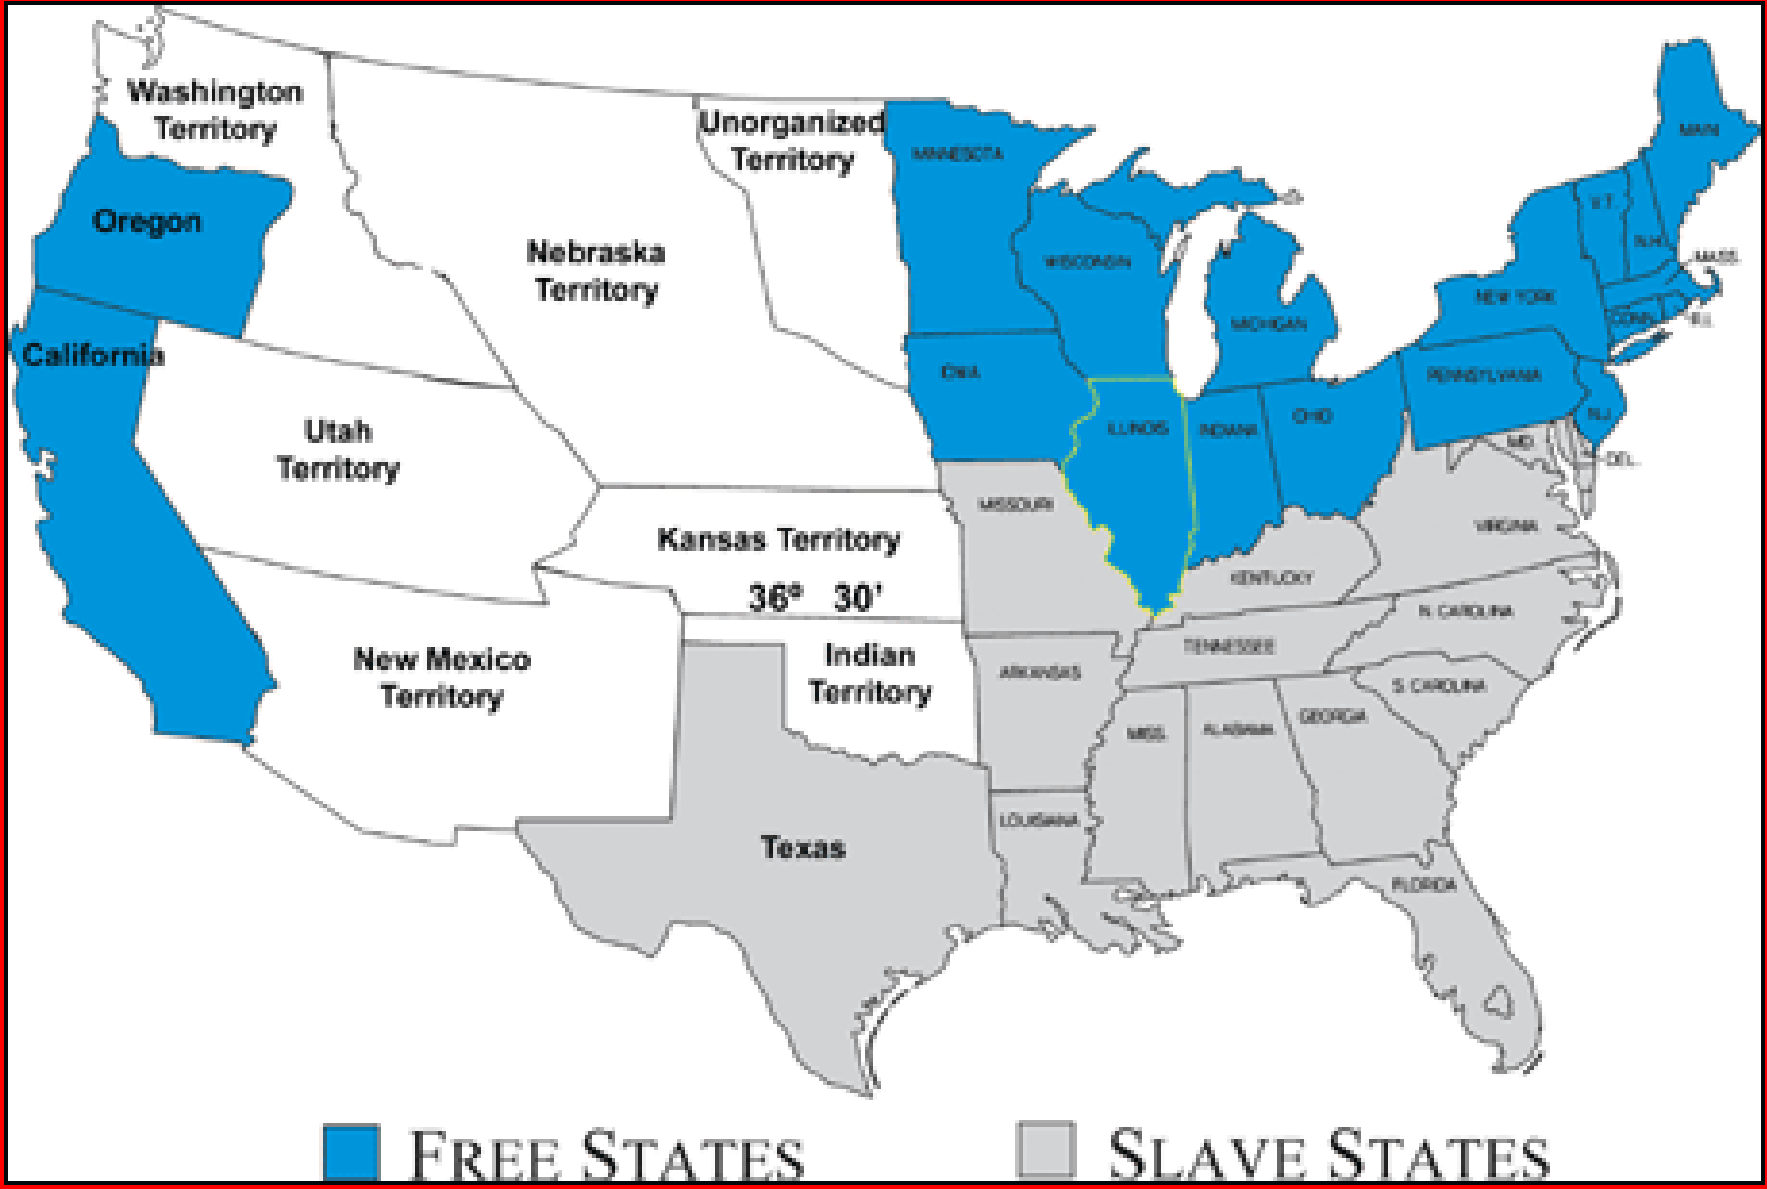 Washington
Territory
Unorganized
Territory
MINNESOTA
MAIN
Oregon
V.T.
N.H.
Nebraska
Territory
WISCONSIN
MASS.
NEW YORK
MICHIGAN
CONN.
R.I.
California
IOWA
PENNSYLVANIA
Utah
Territory
ILLINOIS
INDIANA
OHIO
N.J.
MD.
DEL.
MISSOURI
VIRGINIA
Kansas Territory
KENTUCKY
36º 30'
N. CAROLINA
New Mexico
Territory
Indian
Territory
TENNESSEE
ARKANSAS
S. CAROLINA
MISS.
ALABAMA
GEORGIA
LOUISIANA
Texas
FLORIDA
FREE STATES
SLAVE STATES